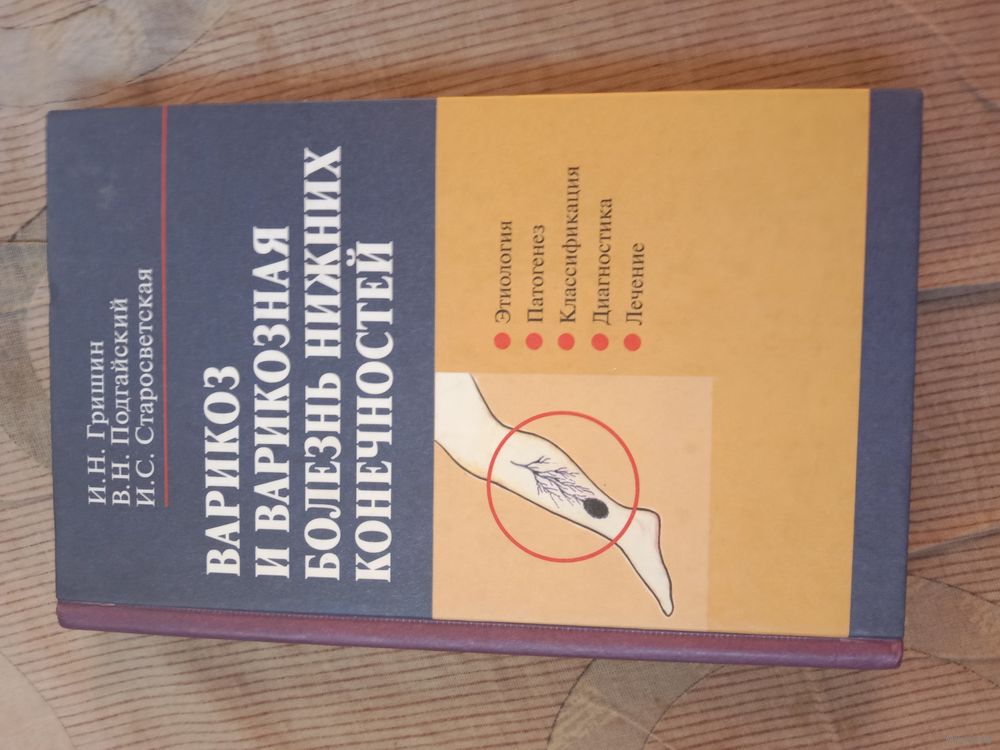 И.Н. Гришин
В.Н. Подгайский
И.С. Старосветская
ВАРИКОЗ
И ВАРИКОЗНАЯ
БОЛЕЗНЬ НИЖНИХ
КОНЕЧНОСТЕЙ
Этиология
Патогенез
Классификация
Диагностика
Лечение